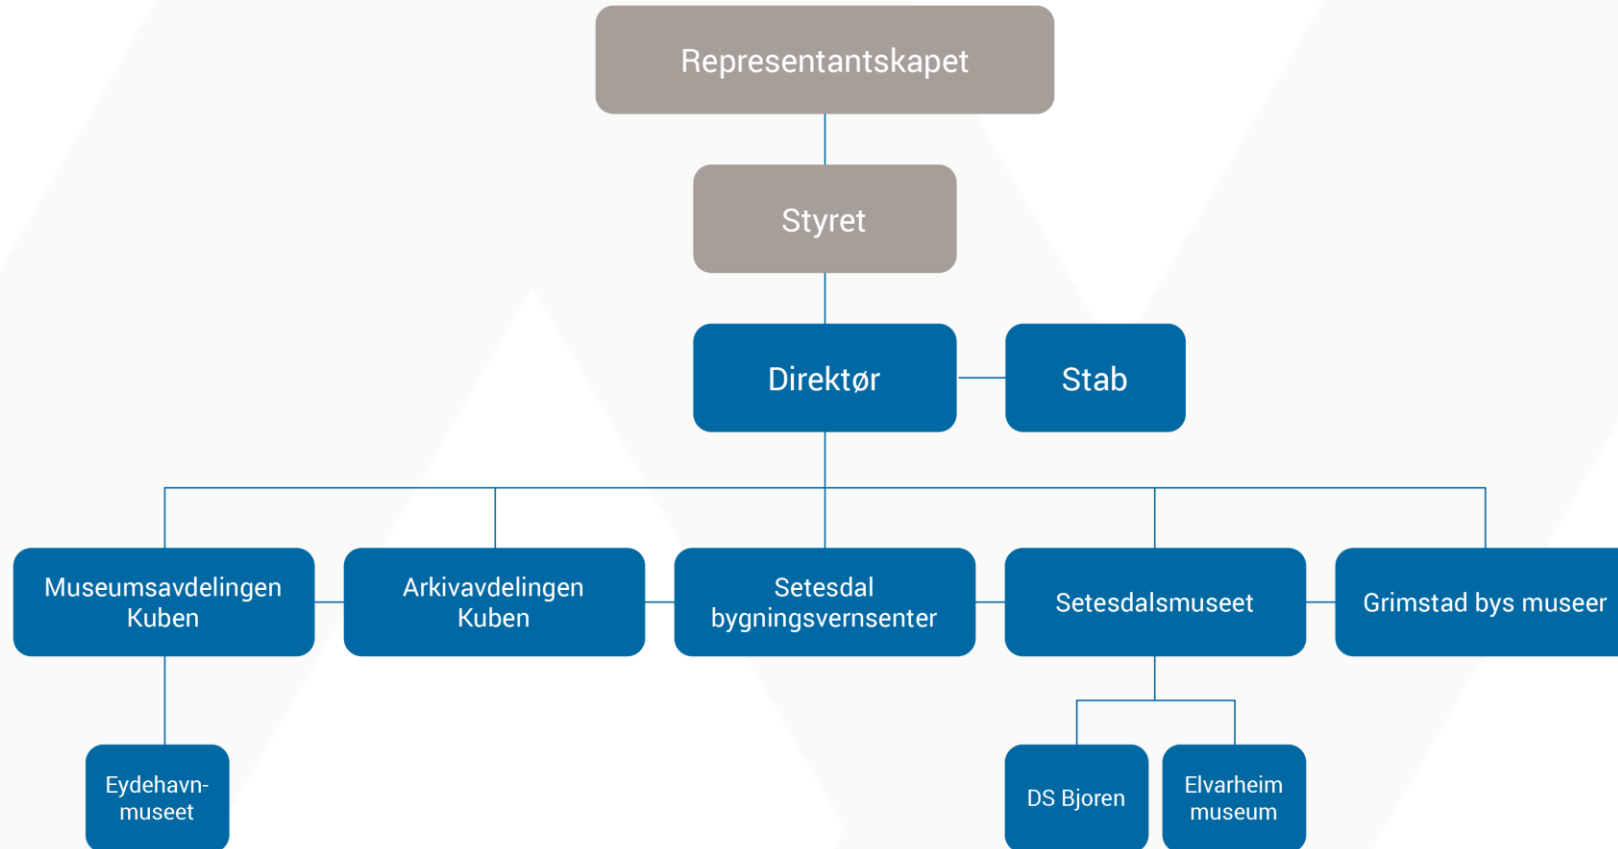 Representantskapet
Styret
Direktør
Stab
Museumsavdelingen
Kuben
Arkivavdelingen
Kuben
Setesdal
bygningsvernsenter
Setesdalsmuseet
Grimstad bys museer
Eydehavn-
museet
DS Bjoren
Elvarheim
museum